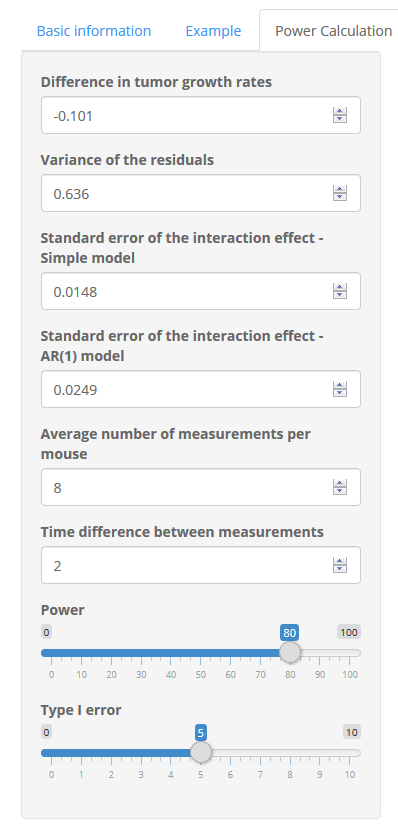 Basic information Example Power Calculation
Difference in tumor growth rates
-0.101
Variance of the residuals
0.636
Standard error of the interaction effect -
Simple model
0.0148
Standard error of the interaction effect -
AR(1) model
0.0249
Average number of measurements per
mouse
8
Time difference between measurements
2
Power
0 80 100
0 10 20 30 40 50 60 70 80 90 100
Type I error
0 5 10
0 1 2 3 4 5 6 7 8 9 10